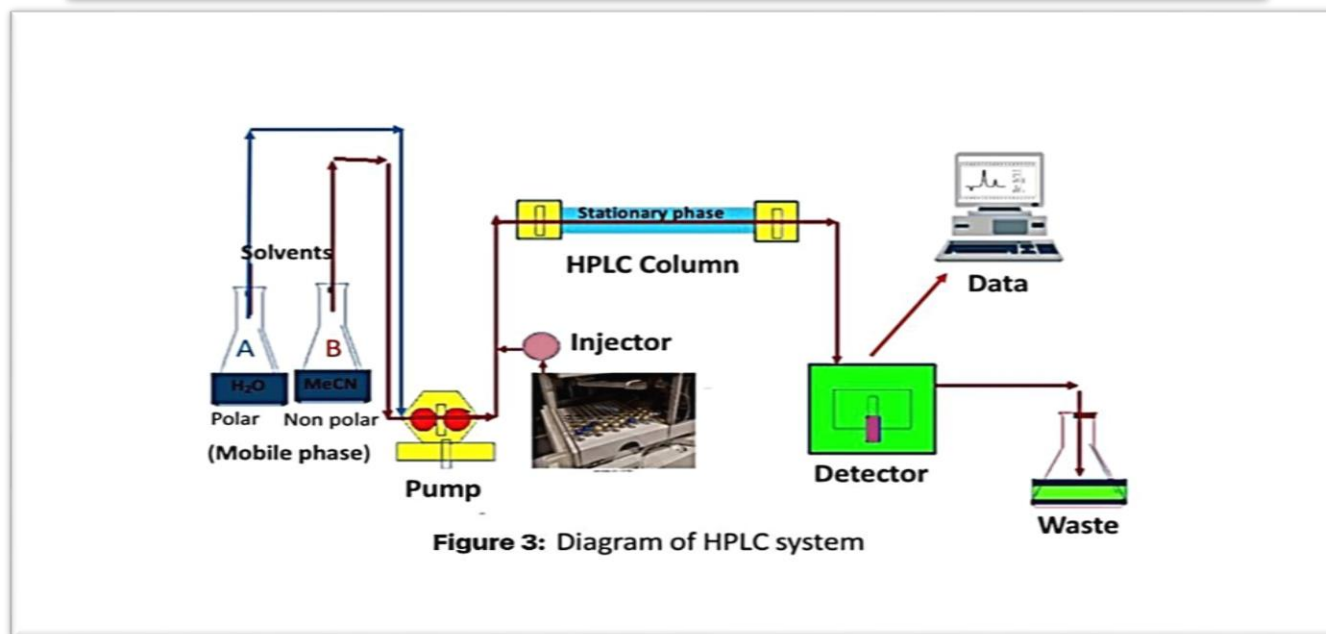 Solvents
A
B
H₂O
MeCN
Polar
Non polar
(Mobile phase)
Pump
Injector
Stationary phase
HPLC Column
Data
Detector
Waste
Figure 3: Diagram of HPLC system